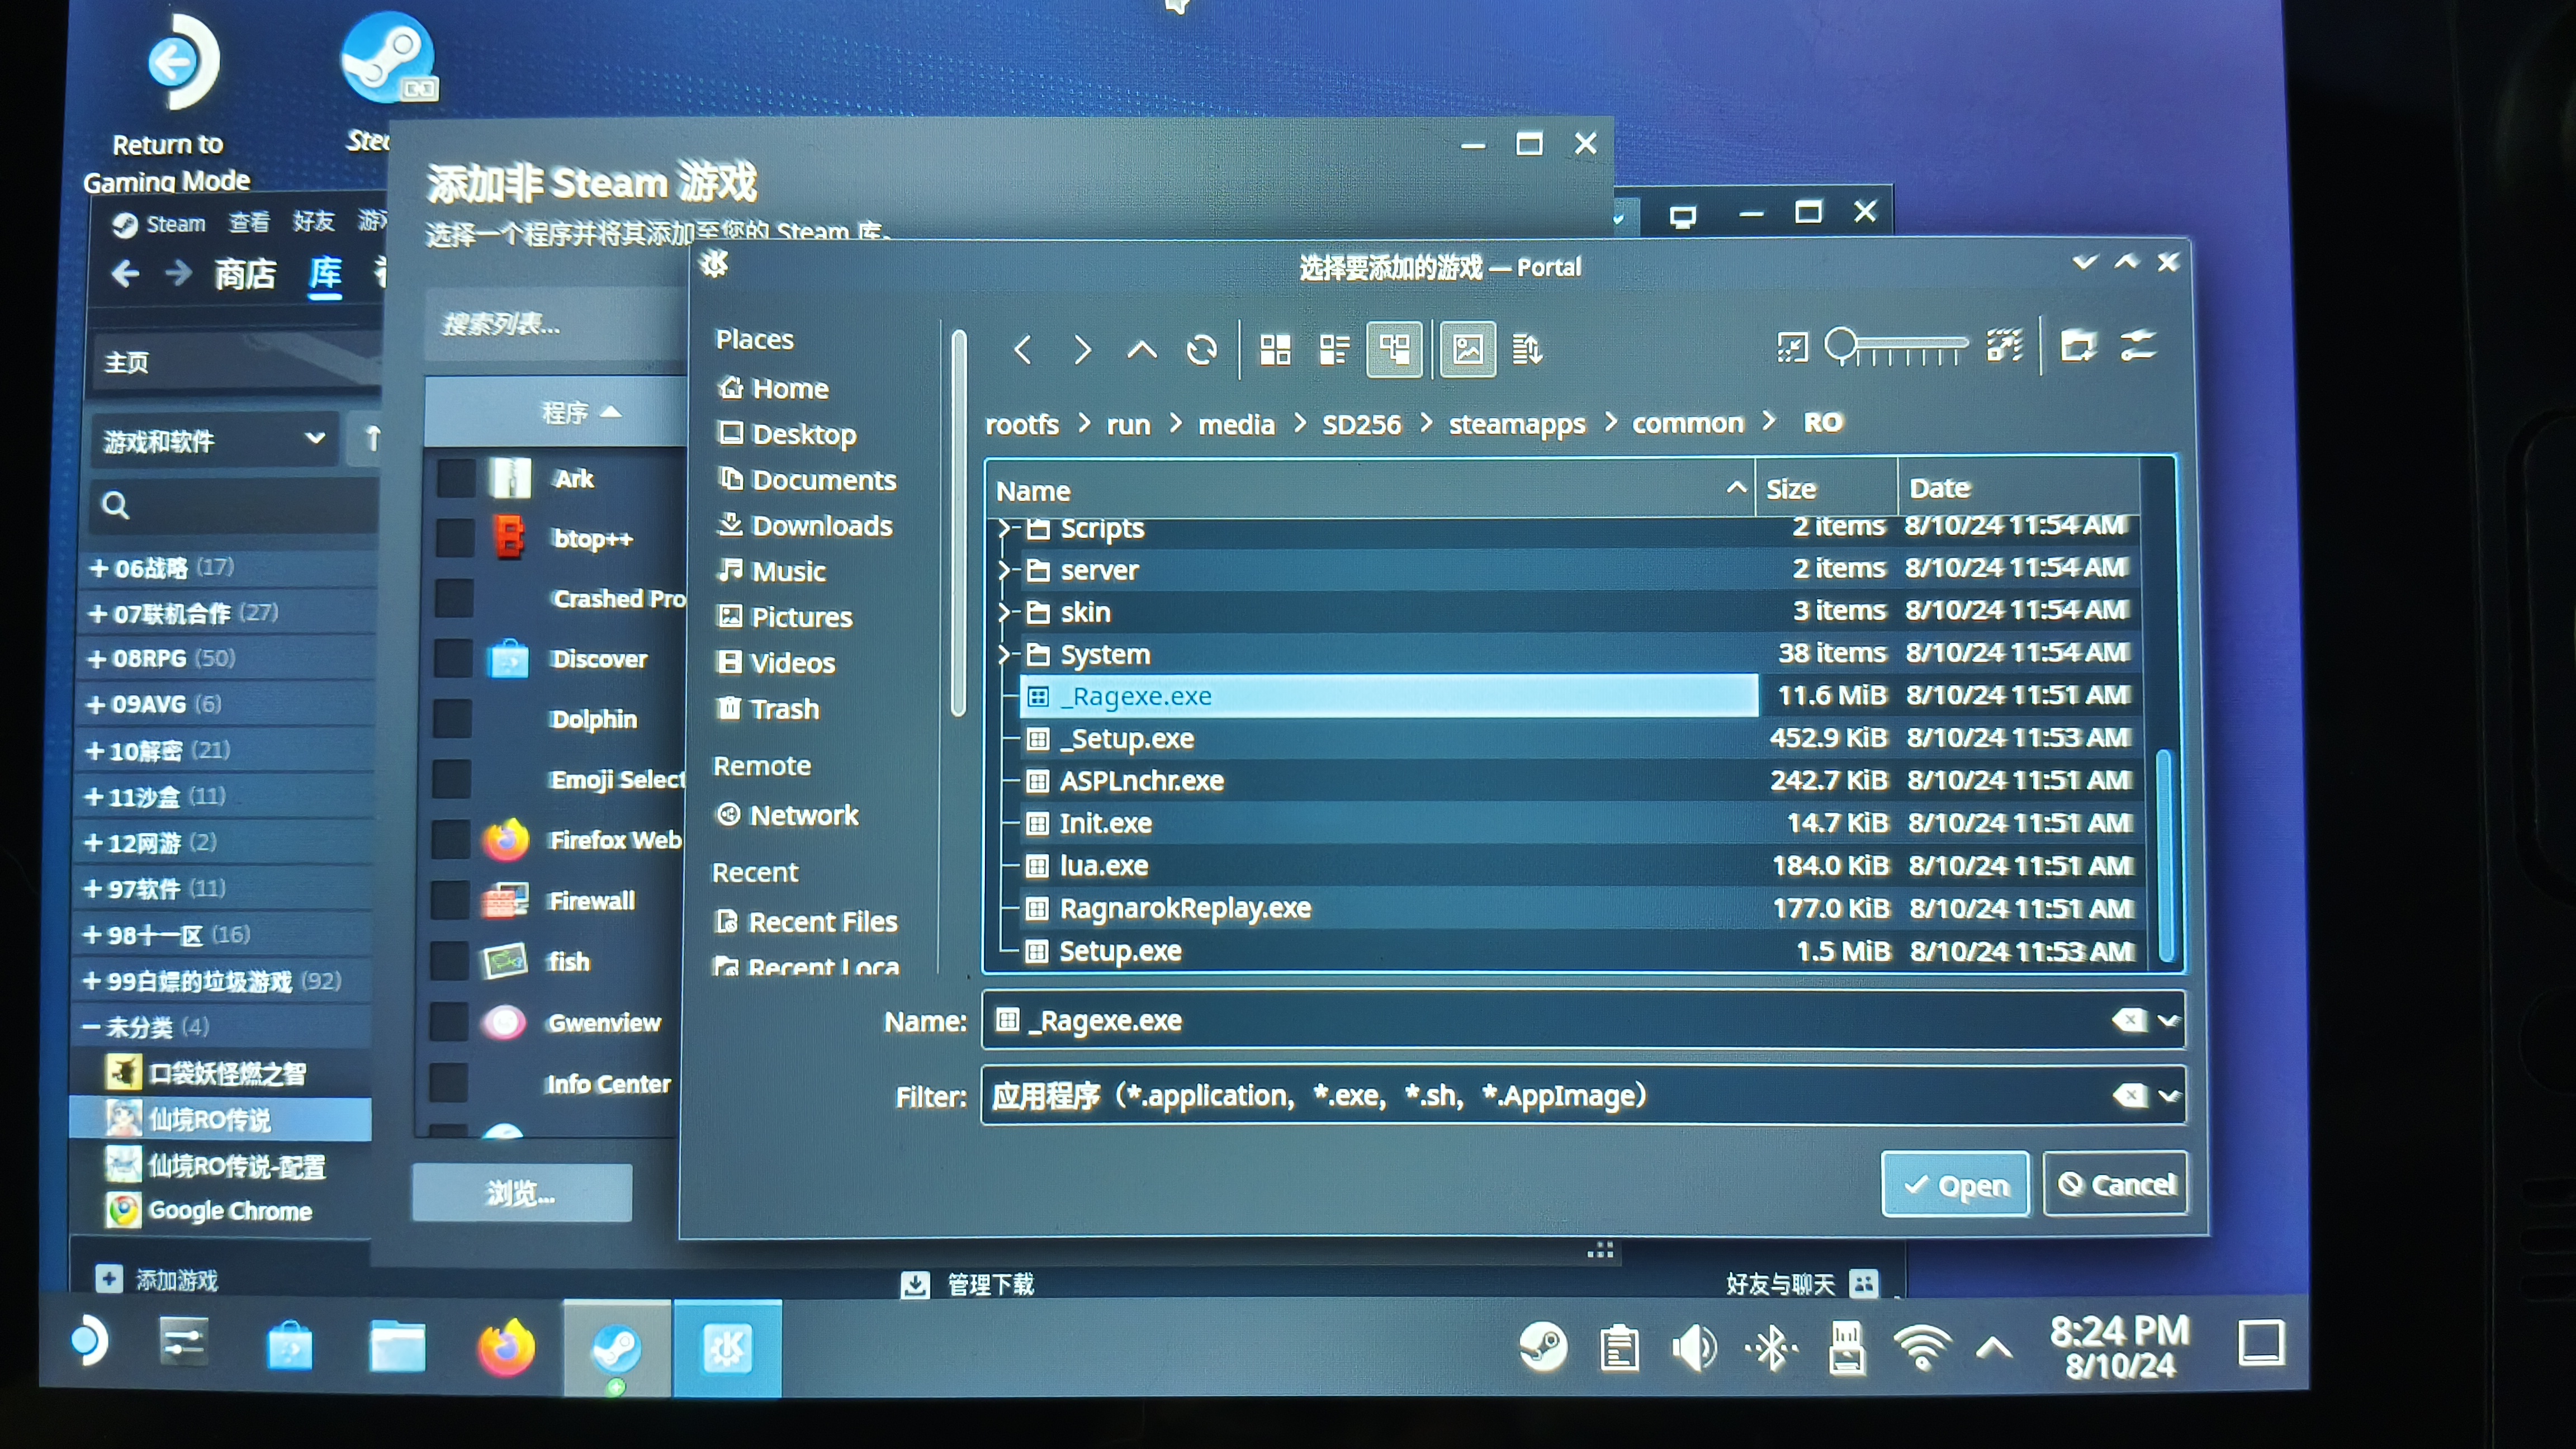 Return to
Gaming Mode
添加非 Steam 游戏
选择一个程序并将其添加至您的 Steam 库。
Steam 查看 好友
商店 库
主页
游戏和软件
+ 06战略 (17)
+ 07联机合作 (27)
+ 08RPG (50)
+ 09AVG (6)
+ 10解密 (21)
+ 11沙盒 (11)
+ 12网游 (2)
+ 97软件 (11)
+ 98十一区 (16)
+ 99白嫖的垃圾游戏 (92)
− 未分类 (4)
口袋妖怪燃之智
仙境RO传说
仙境RO传说-配置
Google Chrome
添加游戏
搜索列表...
程序
Ark
btop++
Crashed Pro
Discover
Dolphin
Emoji Select
Firefox Web
Firewall
fish
Gwenview
Info Center
浏览...
选择要添加的游戏 — Portal
Places
Home
Desktop
Documents
Downloads
Music
Pictures
Videos
Trash
Remote
Network
Recent
Recent Files
Recent Loca
rootfs > run > media > SD256 > steamapps > common > RO
Name Size Date
Scripts 2 items 8/10/24 11:54 AM
server 2 items 8/10/24 11:54 AM
skin 3 items 8/10/24 11:54 AM
System 38 items 8/10/24 11:54 AM
_Ragexe.exe 11.6 MiB 8/10/24 11:51 AM
_Setup.exe 452.9 KiB 8/10/24 11:53 AM
ASPLnchr.exe 242.7 KiB 8/10/24 11:51 AM
Init.exe 14.7 KiB 8/10/24 11:51 AM
lua.exe 184.0 KiB 8/10/24 11:51 AM
RagnarokReplay.exe 177.0 KiB 8/10/24 11:51 AM
Setup.exe 1.5 MiB 8/10/24 11:53 AM
Name: _Ragexe.exe
Filter: 应用程序（*.application，*.exe，*.sh，*.AppImage）
Open Cancel
管理下载
好友与聊天
8:24 PM
8/10/24